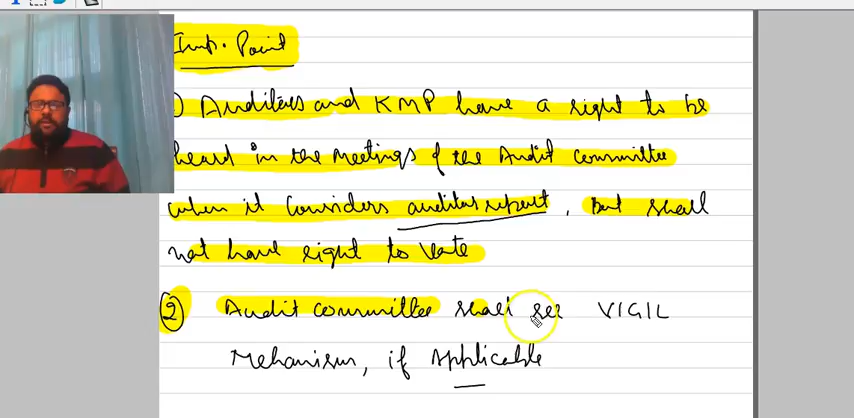 Imp. Point
1) Auditors and KMP have a right to be
heard in the meetings of the Audit committee
when it considers auditors report, but shall
not have right to vote
2 Audit committee shall see VIGIL
Mechanism, if applicable